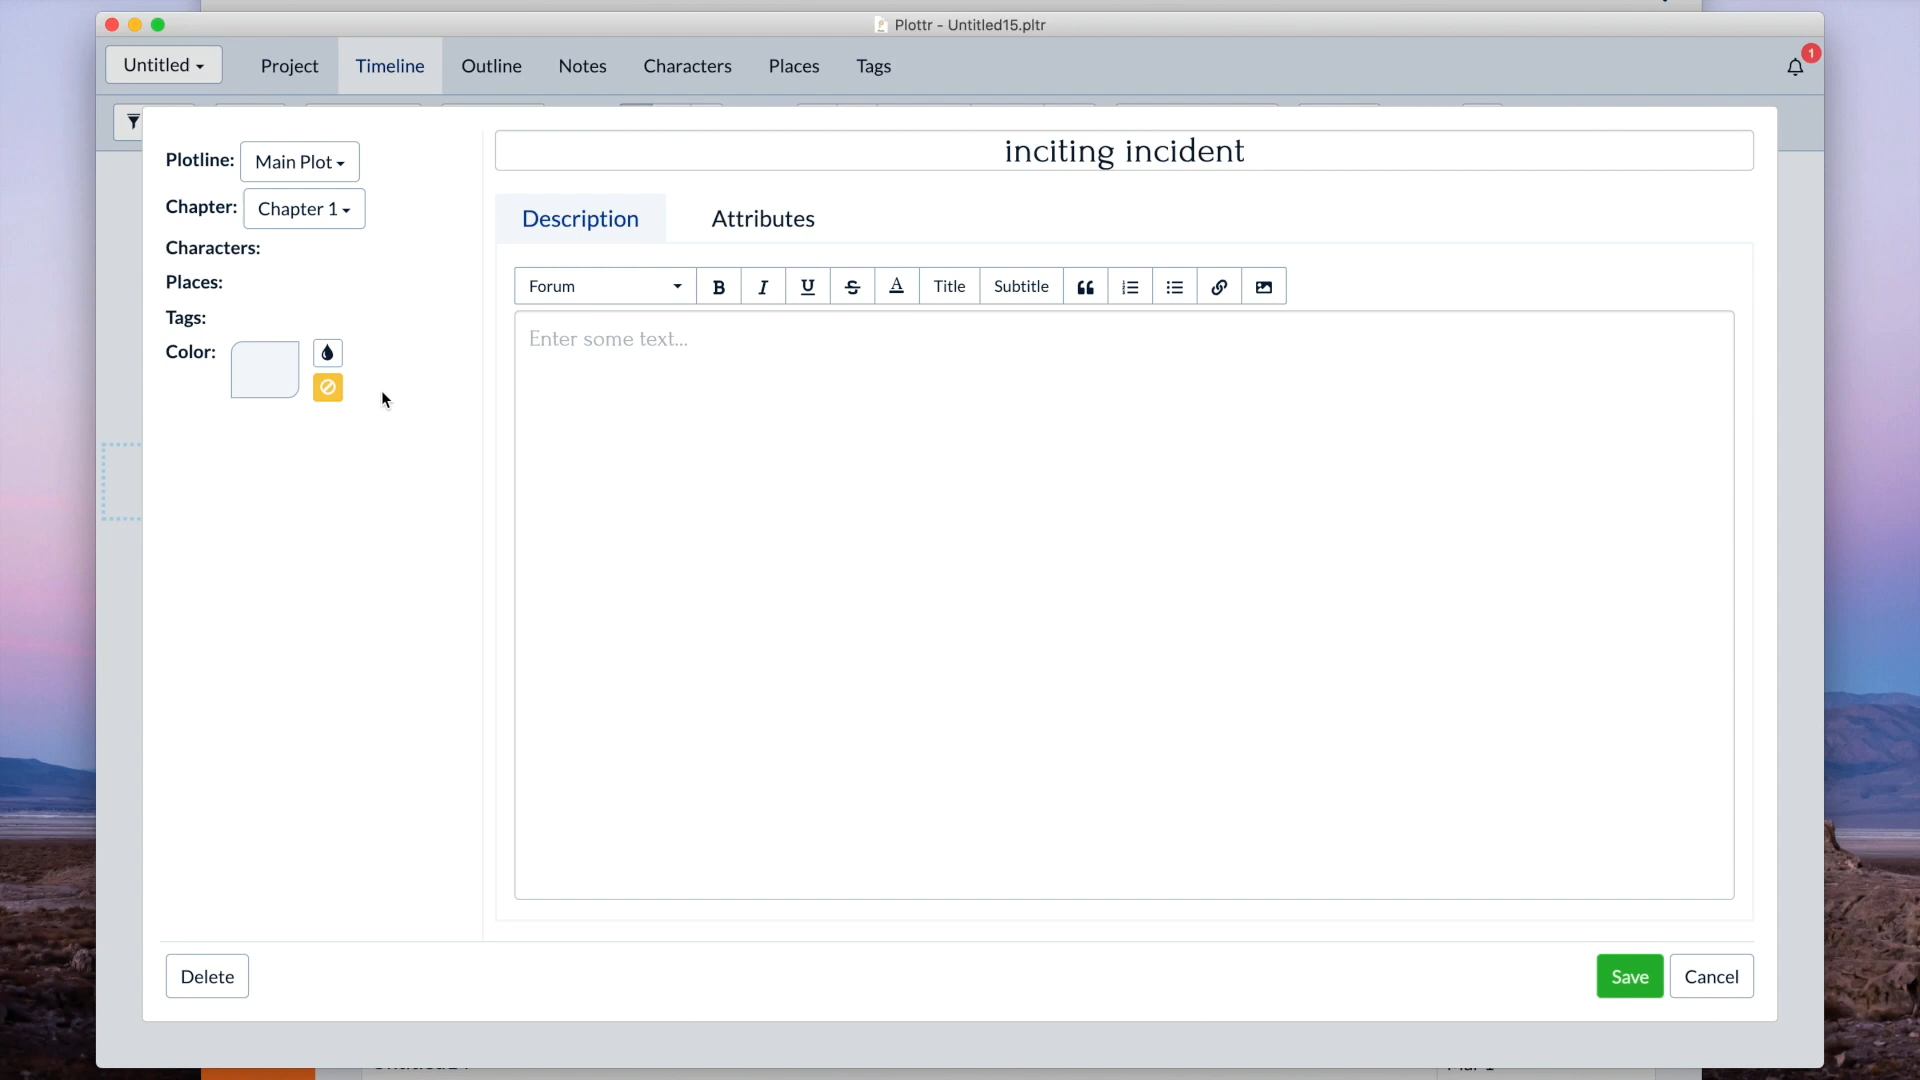 Plottr - Untitled15.pltr
Untitled
Project
Timeline
Outline
Notes
Characters
Places
Tags
1
Plotline:
Main Plot
inciting incident
Chapter:
Chapter 1
Description
Attributes
Characters:
Places:
Forum
B
I
U
S
A
Title
Subtitle
Tags:
Enter some text...
Color:
Delete
Save
Cancel